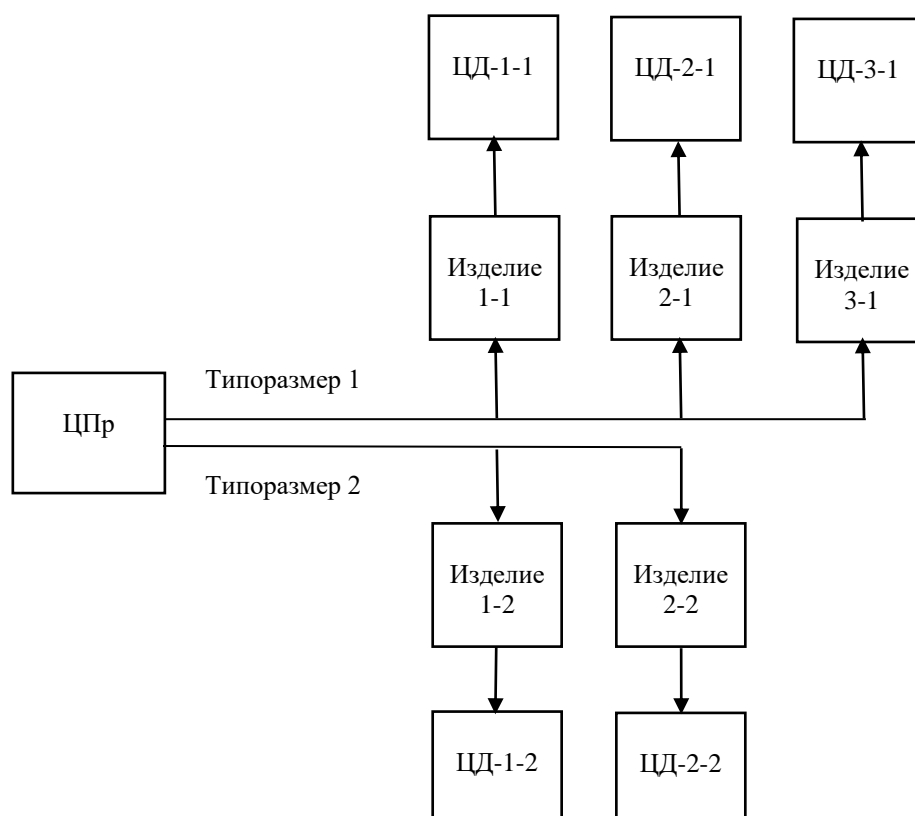 ЦД-1-1
ЦД-2-1
ЦД-3-1
Изделие
1-1
Изделие
2-1
Изделие
3-1
Типоразмер 1
ЦПр
Типоразмер 2
Изделие
1-2
Изделие
2-2
ЦД-1-2
ЦД-2-2